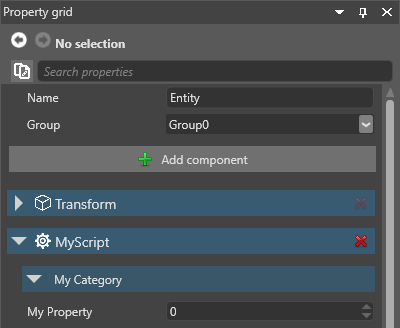 Property grid
No selection
Search properties
Name Entity
Group Group0
Add component
Transform
MyScript
My Category
My Property 0